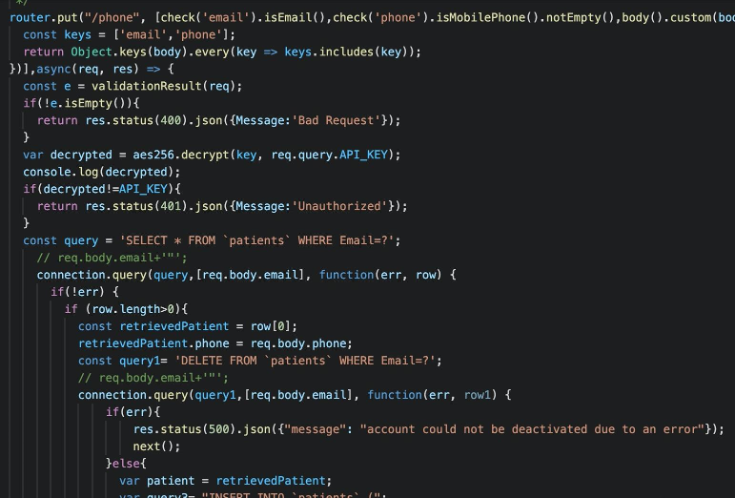 */
router.put("/phone", [check('email').isEmail(),check('phone').isMobilePhone().notEmpty(),body().custom(bod
const keys = ['email','phone'];
return Object.keys(body).every(key => keys.includes(key));
})],async(req, res) => {
const e = validationResult(req);
if(!e.isEmpty()){
return res.status(400).json({Message:'Bad Request'});
}
var decrypted = aes256.decrypt(key, req.query.API_KEY);
console.log(decrypted);
if(decrypted!=API_KEY){
return res.status(401).json({Message:'Unauthorized'});
}
const query = 'SELECT * FROM `patients` WHERE Email=?';
// req.body.email+'"';
connection.query(query,[req.body.email], function(err, row) {
if(!err) {
if (row.length>0){
const retrievedPatient = row[0];
retrievedPatient.phone = req.body.phone;
const query1= 'DELETE FROM `patients` WHERE Email=?';
// req.body.email+'"';
connection.query(query1,[req.body.email], function(err, row1) {
if(err){
res.status(500).json({"message": "account could not be deactivated due to an error"});
next();
}else{
var patient = retrievedPatient;
var query2= "INSERT INTO `patients` (";